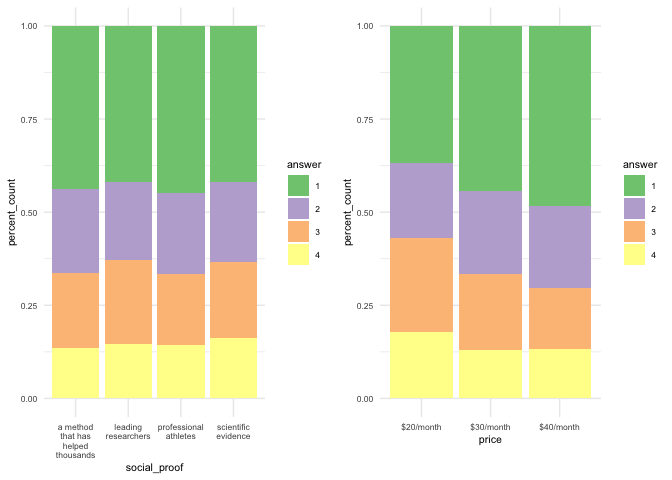 1.00
0.75
0.50
0.25
0.00
percent_count
a method
that has
helped
thousands
leading
researchers
professional
athletes
scientific
evidence
social_proof
answer
1
2
3
4
1.00
0.75
0.50
0.25
0.00
percent_count
$20/month
$30/month
$40/month
price
answer
1
2
3
4